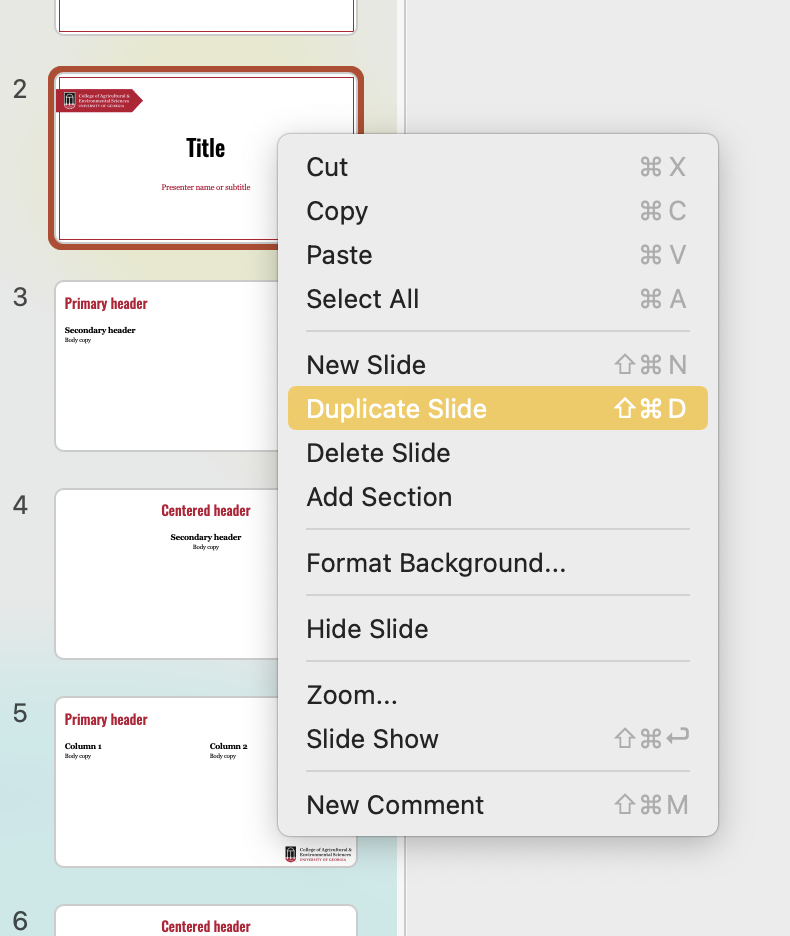 2
College of Agricultural &
Environmental Sciences
UNIVERSITY OF GEORGIA
Title
Presenter name or subtitle
3
Primary header
Secondary header
Body copy
4
Centered header
Secondary header
Body copy
5
Primary header
Column 1 Column 2
Body copy Body copy
College of Agricultural &
Environmental Sciences
UNIVERSITY OF GEORGIA
6
Centered header
Cut ⌘ X
Copy ⌘ C
Paste ⌘ V
Select All ⌘ A
New Slide ⇧⌘ N
Duplicate Slide ⇧⌘ D
Delete Slide
Add Section
Format Background...
Hide Slide
Zoom...
Slide Show ⇧⌘↩
New Comment ⇧⌘ M